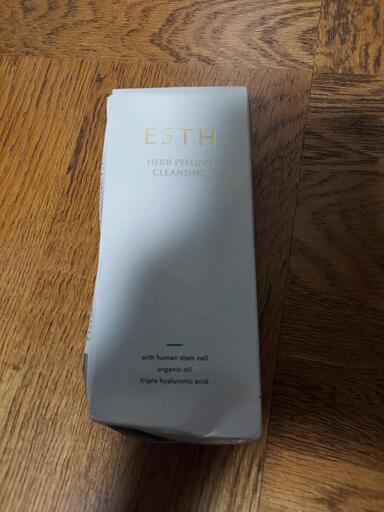 ESTH
HERB PEELING
CLEANSING
with human stem cell
organic oil
triple hyaluronic acid